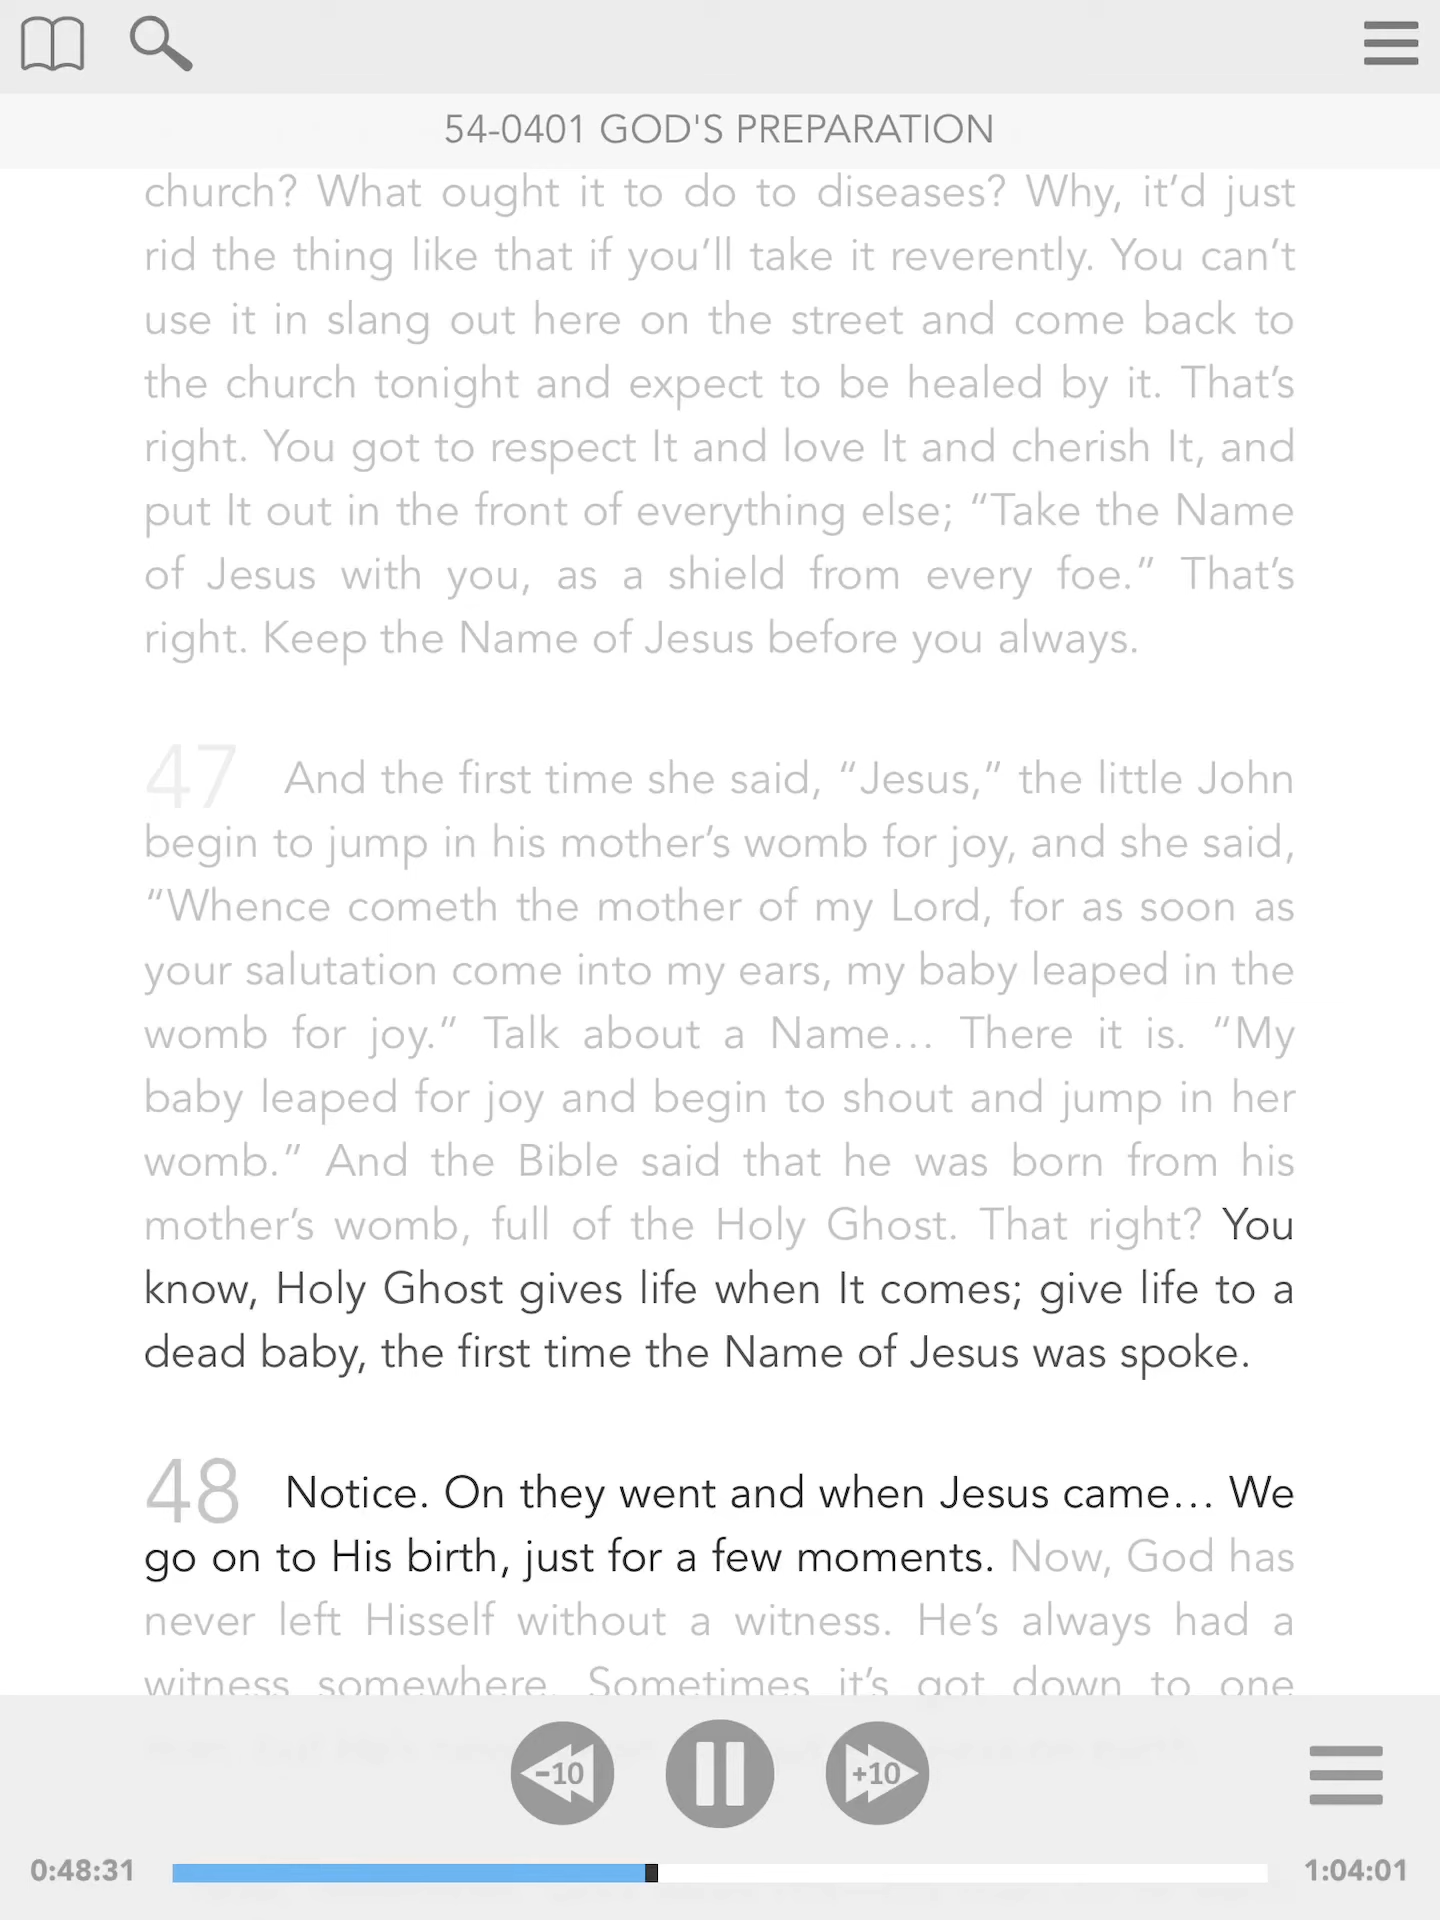 54-0401 GOD'S PREPARATION
church? What ought it to do to diseases? Why, it’d just
rid the thing like that if you’ll take it reverently. You can’t
use it in slang out here on the street and come back to
the church tonight and expect to be healed by it. That’s
right. You got to respect It and love It and cherish It, and
put It out in the front of everything else; “Take the Name
of Jesus with you, as a shield from every foe.” That’s
right. Keep the Name of Jesus before you always.
47 And the first time she said, “Jesus,” the little John
begin to jump in his mother’s womb for joy, and she said,
“Whence cometh the mother of my Lord, for as soon as
your salutation come into my ears, my baby leaped in the
womb for joy.” Talk about a Name… There it is. “My
baby leaped for joy and begin to shout and jump in her
womb.” And the Bible said that he was born from his
mother’s womb, full of the Holy Ghost. That right? You
know, Holy Ghost gives life when It comes; give life to a
dead baby, the first time the Name of Jesus was spoke.
48 Notice. On they went and when Jesus came… We
go on to His birth, just for a few moments. Now, God has
never left Hisself without a witness. He’s always had a
witness somewhere. Sometimes it’s got down to one
-10 +10
0:48:31 1:04:01